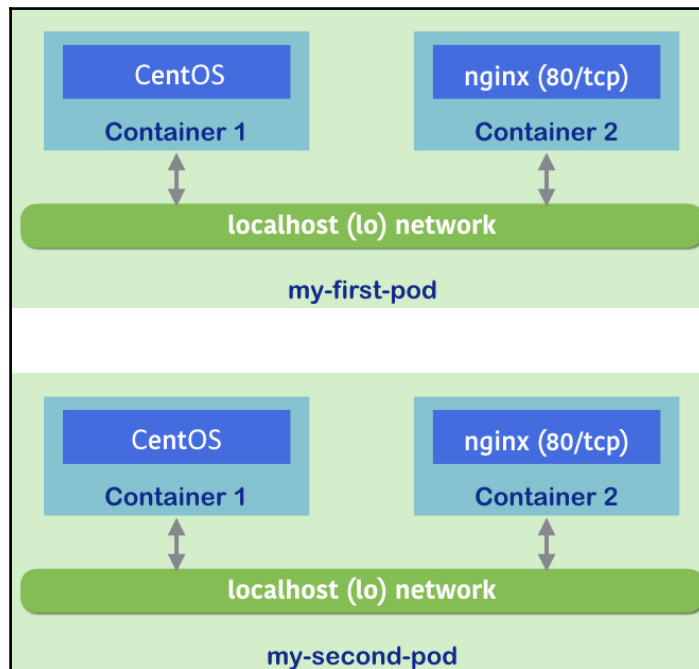 CentOS
nginx (80/tcp)
Container 1
Container 2
localhost (lo) network
my-first-pod
CentOS
nginx (80/tcp)
Container 1
Container 2
localhost (lo) network
my-second-pod